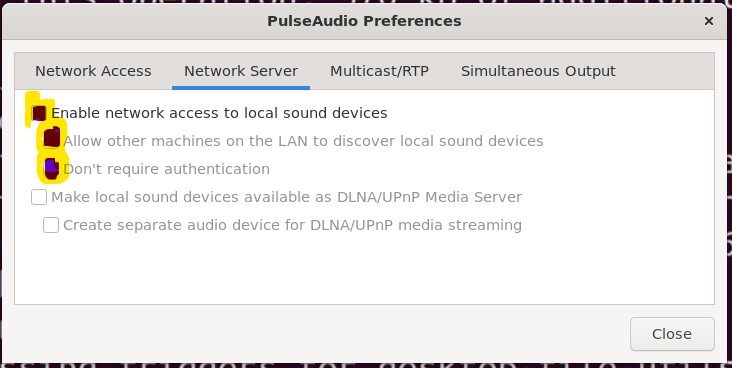 PulseAudio Preferences
Network Access Network Server Multicast/RTP Simultaneous Output
Enable network access to local sound devices
Allow other machines on the LAN to discover local sound devices
Don't require authentication
Make local sound devices available as DLNA/UPnP Media Server
Create separate audio device for DLNA/UPnP media streaming
Close